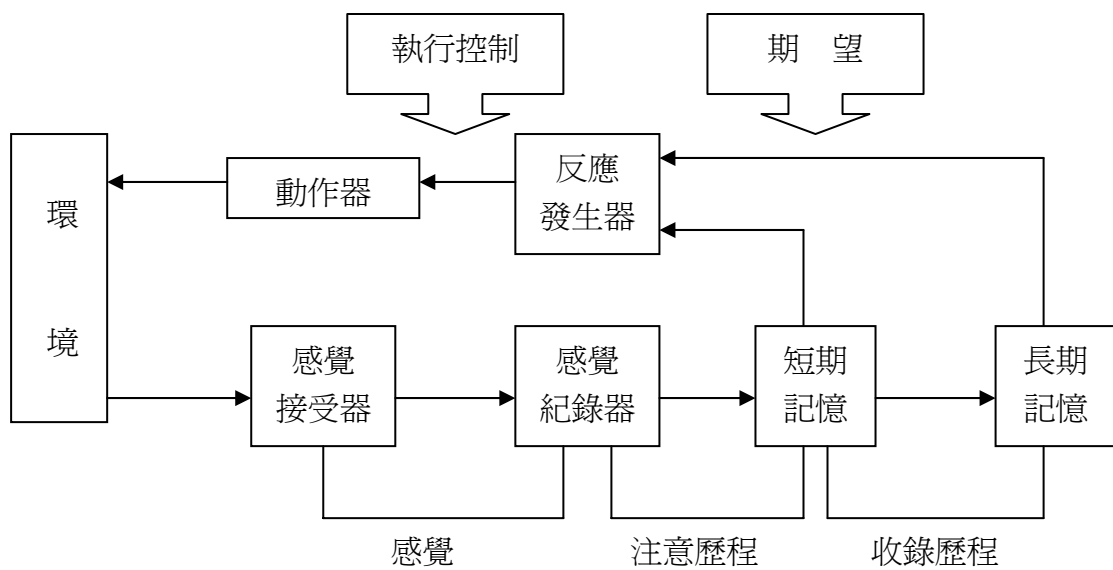 執行控制
期　望
環
境
動作器
反應
發生器
感覺
接受器
感覺
紀錄器
短期
記憶
長期
記憶
感覺
注意歷程
收錄歷程